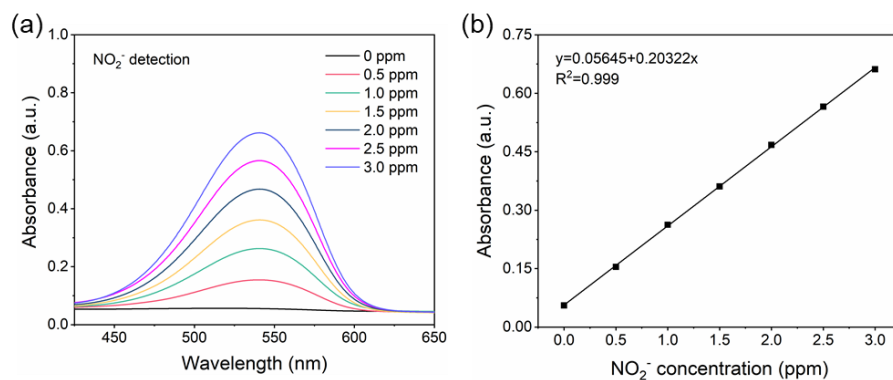 (a)
NO₂⁻ detection
0 ppm
0.5 ppm
1.0 ppm
1.5 ppm
2.0 ppm
2.5 ppm
3.0 ppm
1.0
0.8
0.6
0.4
0.2
0.0
Absorbance (a.u.)
450 500 550 600 650
Wavelength (nm)
(b)
y=0.05645+0.20322x
R²=0.999
0.75
0.60
0.45
0.30
0.15
0.00
Absorbance (a.u.)
0.0 0.5 1.0 1.5 2.0 2.5 3.0
NO₂⁻ concentration (ppm)